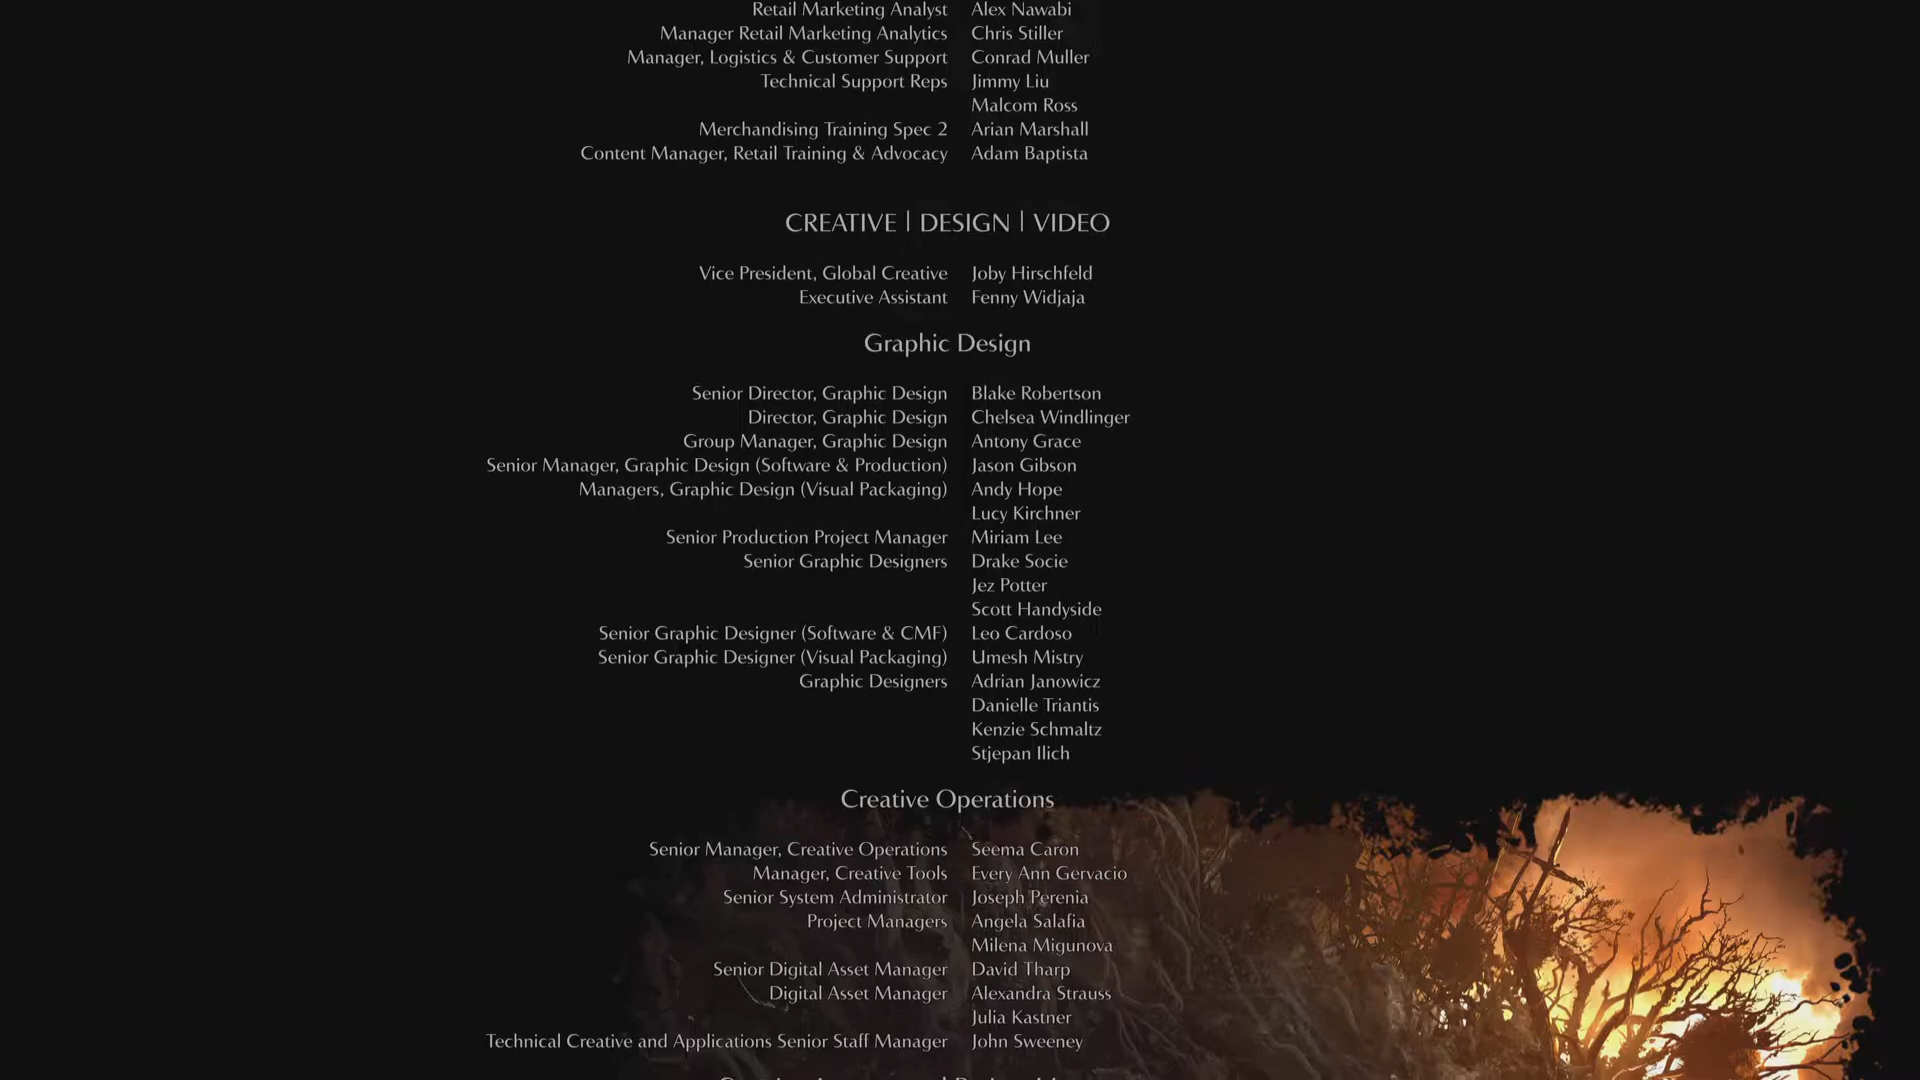 Retail Marketing Analyst Alex Nawabi
Manager Retail Marketing Analytics Chris Stiller
Manager, Logistics & Customer Support Conrad Muller
Technical Support Reps Jimmy Liu
Malcom Ross
Merchandising Training Spec 2 Arian Marshall
Content Manager, Retail Training & Advocacy Adam Baptista
CREATIVE | DESIGN | VIDEO
Vice President, Global Creative Joby Hirschfeld
Executive Assistant Fenny Widjaja
Graphic Design
Senior Director, Graphic Design Blake Robertson
Director, Graphic Design Chelsea Windlinger
Group Manager, Graphic Design Antony Grace
Senior Manager, Graphic Design (Software & Production) Jason Gibson
Managers, Graphic Design (Visual Packaging) Andy Hope
Lucy Kirchner
Senior Production Project Manager Miriam Lee
Senior Graphic Designers Drake Socie
Jez Potter
Scott Handyside
Senior Graphic Designer (Software & CMF) Leo Cardoso
Senior Graphic Designer (Visual Packaging) Umesh Mistry
Graphic Designers Adrian Janowicz
Danielle Triantis
Kenzie Schmaltz
Stjepan Ilich
Creative Operations
Senior Manager, Creative Operations Seema Caron
Manager, Creative Tools Every Ann Gervacio
Senior System Administrator Joseph Perenia
Project Managers Angela Salafia
Milena Migunova
Senior Digital Asset Manager David Tharp
Digital Asset Manager Alexandra Strauss
Julia Kastner
Technical Creative and Applications Senior Staff Manager John Sweeney